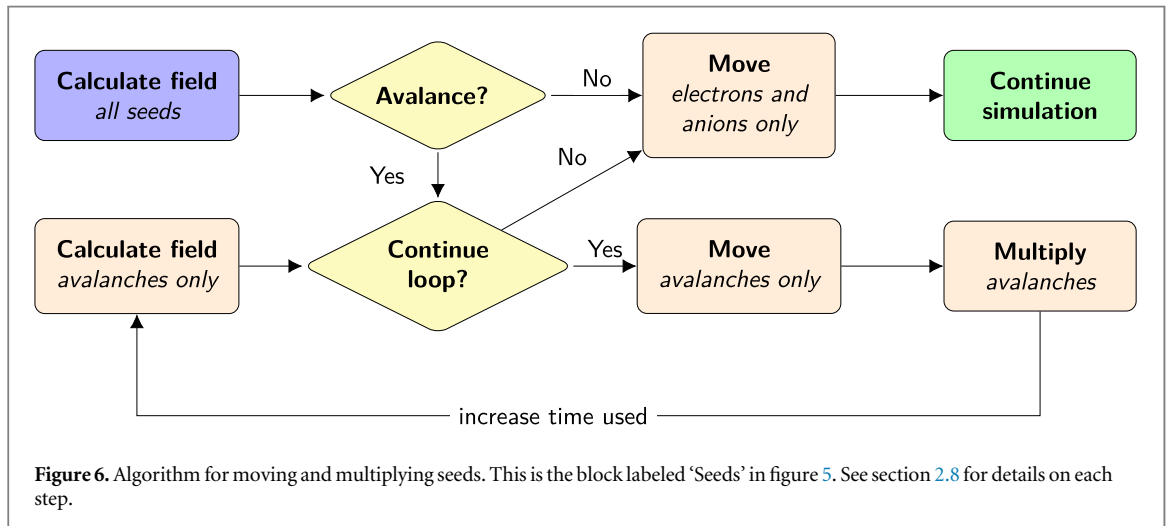 Calculate field
all seeds
Avalance?
No
Move
electrons and
anions only
Continue
simulation
Yes
No
Calculate field
avalanches only
Continue
loop?
Yes
Move
avalanches only
Multiply
avalanches
increase time used
Figure 6. Algorithm for moving and multiplying seeds. This is the block labeled ‘Seeds’ in figure 5. See section 2.8 for details on each
step.